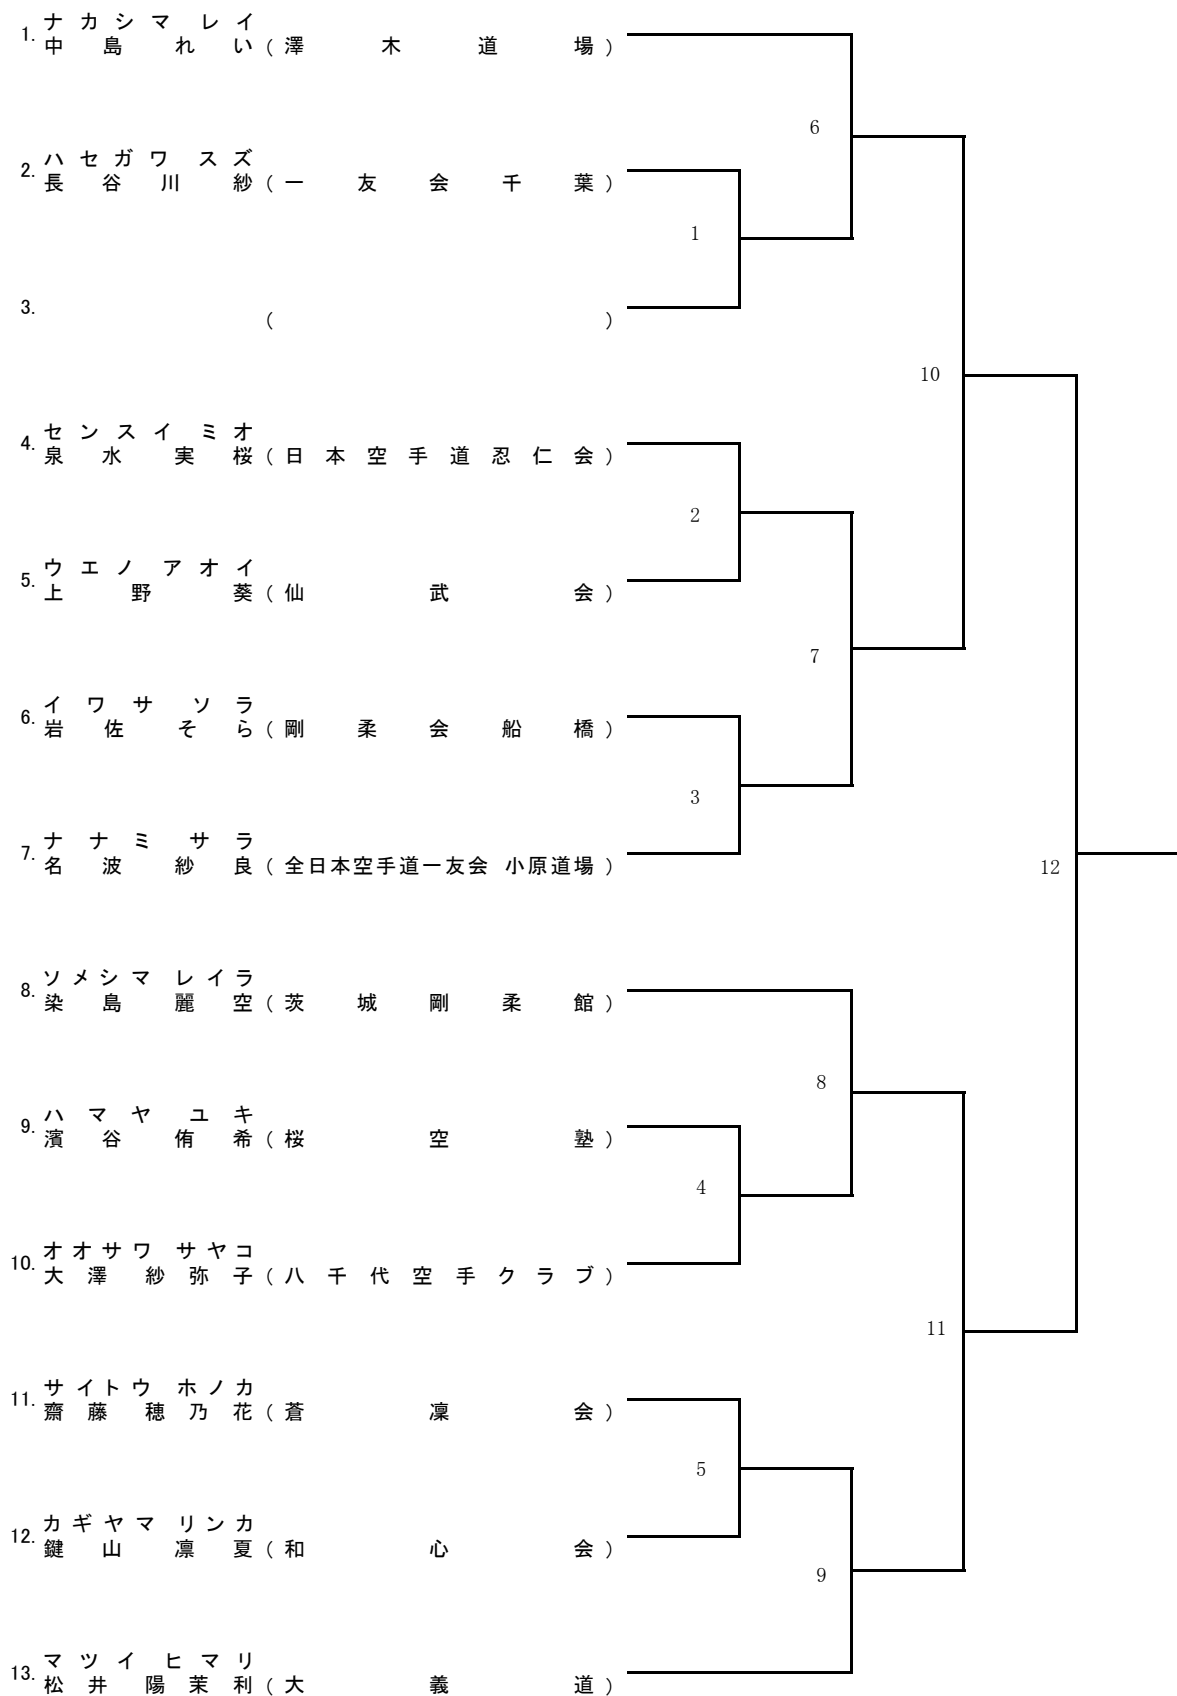 ナカシマ レイ
1. 中島れい(澤木道場)
6
ハセガワ スズ
2. 長谷川紗(一友会千葉)
1
3. ( )
10
センスイ ミオ
4. 泉水実桜(日本空手道忍仁会)
2
ウエノ アオイ
5. 上野葵(仙武会)
7
イワサ ソラ
6. 岩佐そら(剛柔会船橋)
3
ナナミ サラ
7. 名波紗良(全日本空手道一友会 小原道場)
12
ソメシマ レイラ
8. 染島麗空(茨城剛柔館)
8
ハマヤ ユキ
9. 濱谷侑希(桜空塾)
4
オオサワ サヤコ
10. 大澤紗弥子(八千代空手クラブ)
11
サイトウ ホノカ
11. 齋藤穂乃花(蒼凜会)
5
カギヤマ リンカ
12. 鍵山凛夏(和心会)
9
マツイ ヒマリ
13. 松井陽茉利(大義道)